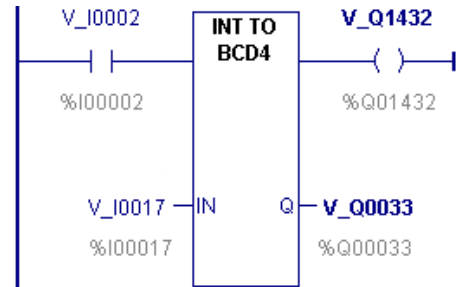 V_I0002 INT TO V_Q1432
BCD4
%I00002 %Q01432
V_I0017 IN Q V_Q0033
%I00017 %Q00033